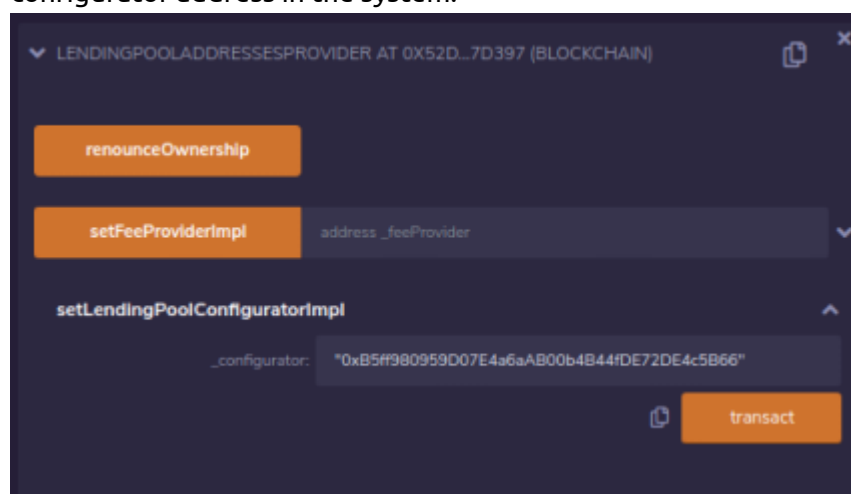 configurator address in the system.
LENDINGPOOLADDRESSESPROVIDER AT 0X52D...7D397 (BLOCKCHAIN)
renounceOwnership
setFeeProviderImpl
address _feeProvider
setLendingPoolConfiguratorImpl
_configurator:
"0xB5ff980959D07E4a6aAB00b4B44fDE72DE4c5B66"
transact